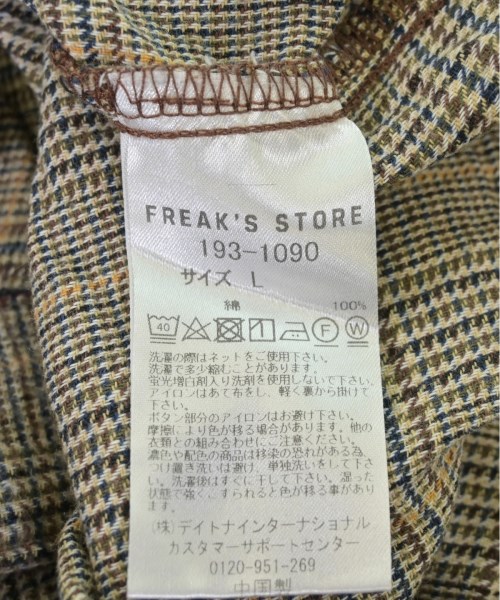 FREAK'S STORE
193-1090
サイズ L
綿 100%
40 F W
洗濯の際はネットをご使用下さい。
洗濯で多少縮むことがあります。
蛍光増白剤入り洗剤を使用しないで下さい。
アイロンはあて布をし、軽く裏から掛けて
下さい。
ボタン部分のアイロンはお避け下さい。
摩擦により色が移る場合があります。他の
衣類との組み合わせにご注意ください。
濃色や配色の商品は移染の恐れがある為、
つけ置き洗いは避け、単独洗いをして下さ
い。洗濯後はすぐに干して下さい。湿った
状態で強くこすられると色が移る事があり
ます。
(株)デイトナインターナショナル
カスタマーサポートセンター
0120-951-269
中国製